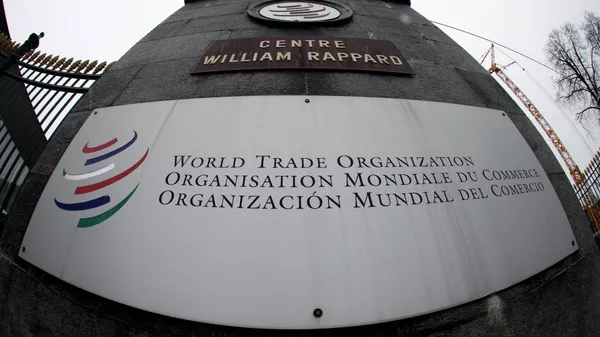 CENTRE
WILLIAM RAPPARD
WORLD TRADE ORGANIZATION
ORGANISATION MONDIALE DU COMMERCE
ORGANIZACIÓN MUNDIAL DEL COMERCIO